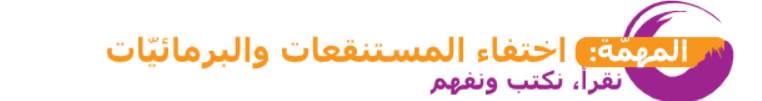 المهمّة: اختفاء المستنقعات والبرمائيّات
نقرأ، نكتب ونفهم